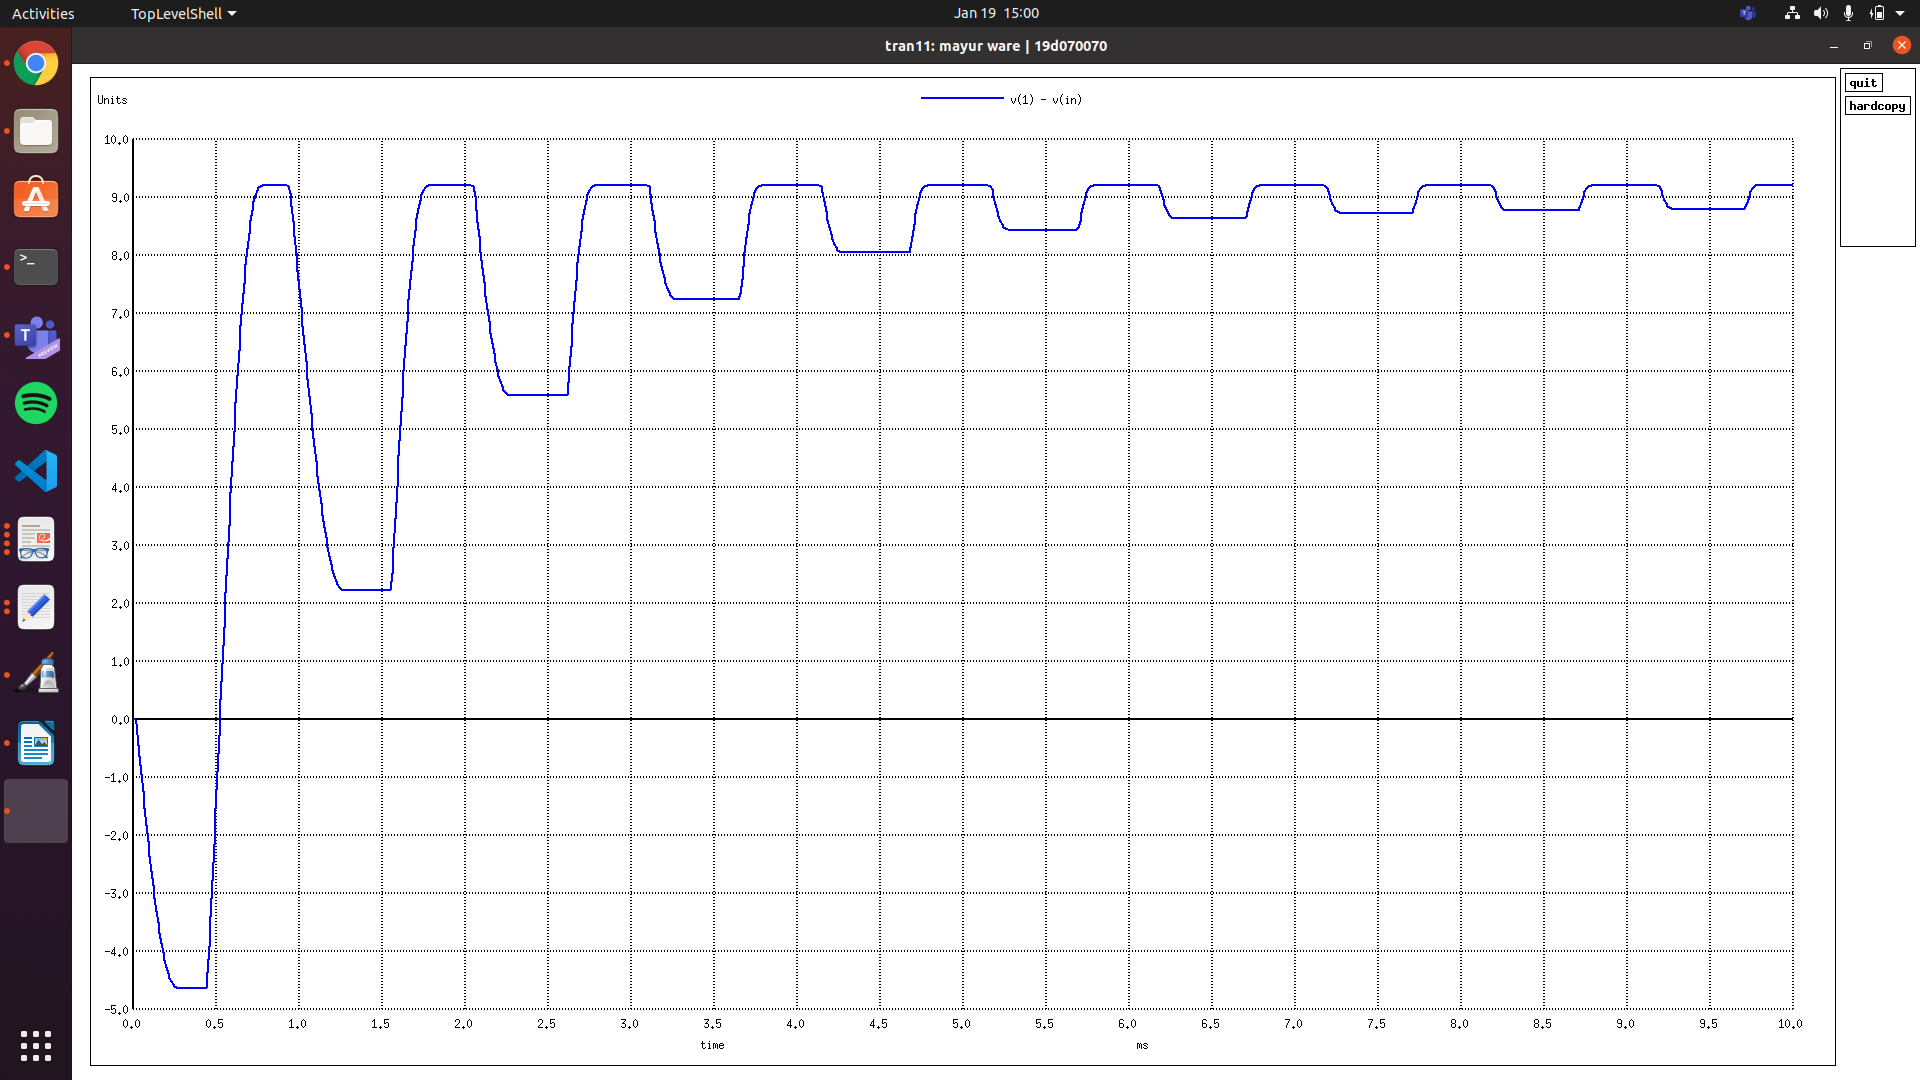 Activities
TopLevelShell
Jan 19 15:00
tran11: mayur ware | 19d070070
quit
hardcopy
Units
v(1) - v(in)
10.0
9.0
8.0
7.0
6.0
5.0
4.0
3.0
2.0
1.0
0.0
-1.0
-2.0
-3.0
-4.0
-5.0
0.0 0.5 1.0 1.5 2.0 2.5 3.0 3.5 4.0 4.5 5.0 5.5 6.0 6.5 7.0 7.5 8.0 8.5 9.0 9.5 10.0
time ms